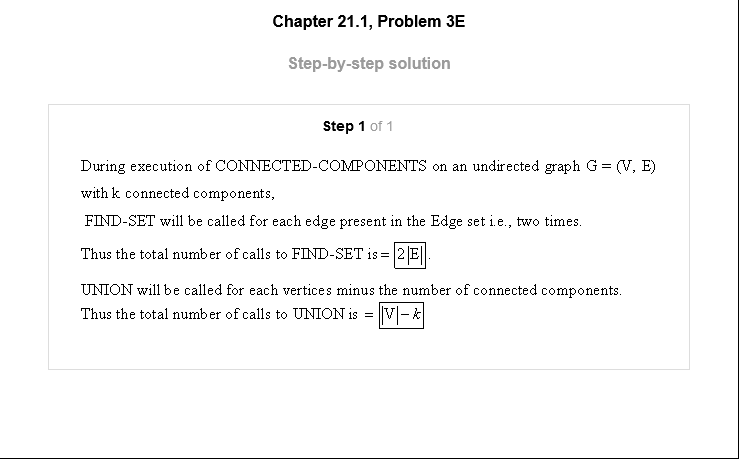 Chapter 21.1, Problem 3E
Step-by-step solution
Step 1 of 1
During execution of CONNECTED-COMPONENTS on an undirected graph G = (V, E)
with k connected components,
FIND-SET will be called for each edge present in the Edge set i.e., two times.
Thus the total number of calls to FIND-SET is = 2|E|.
UNION will be called for each vertices minus the number of connected components.
Thus the total number of calls to UNION is = |V|−k